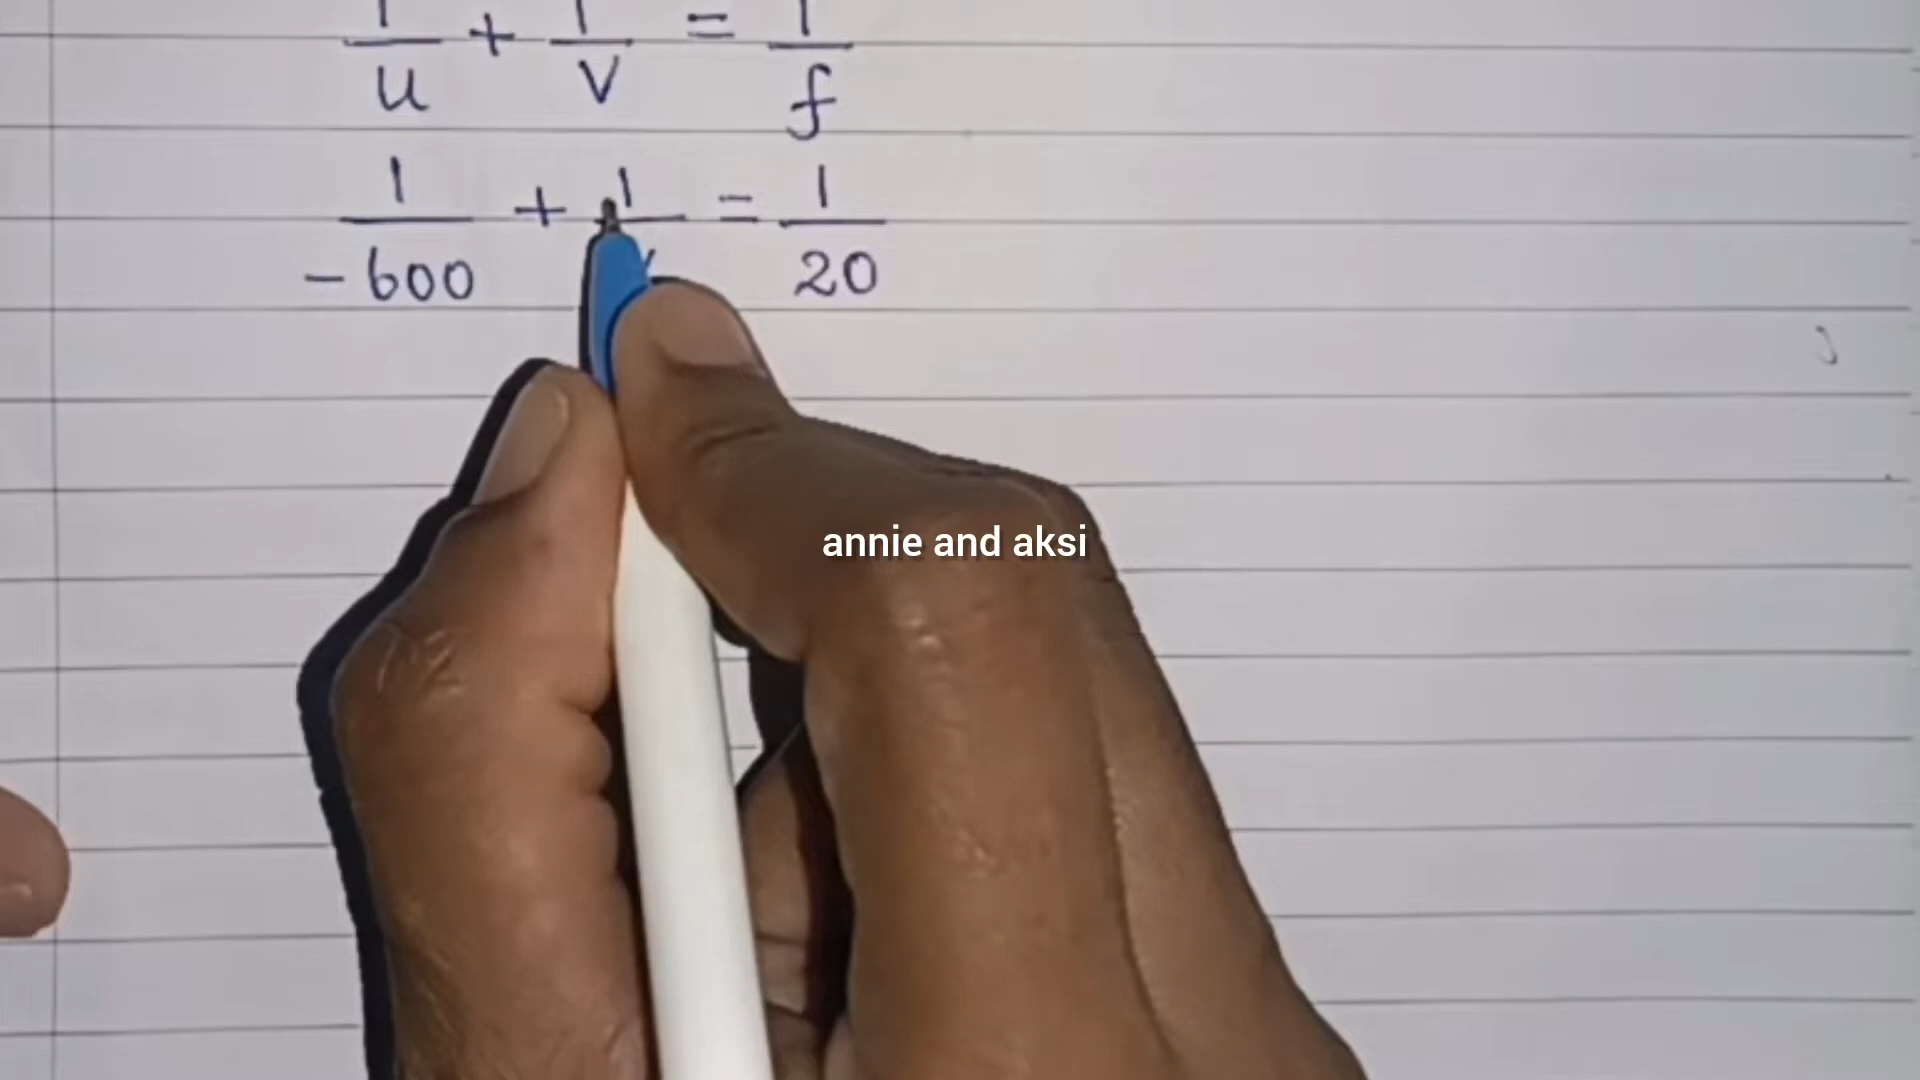 1/u + 1/v = 1/f
1/-600 + 1/v = 1/20
annie and aksi